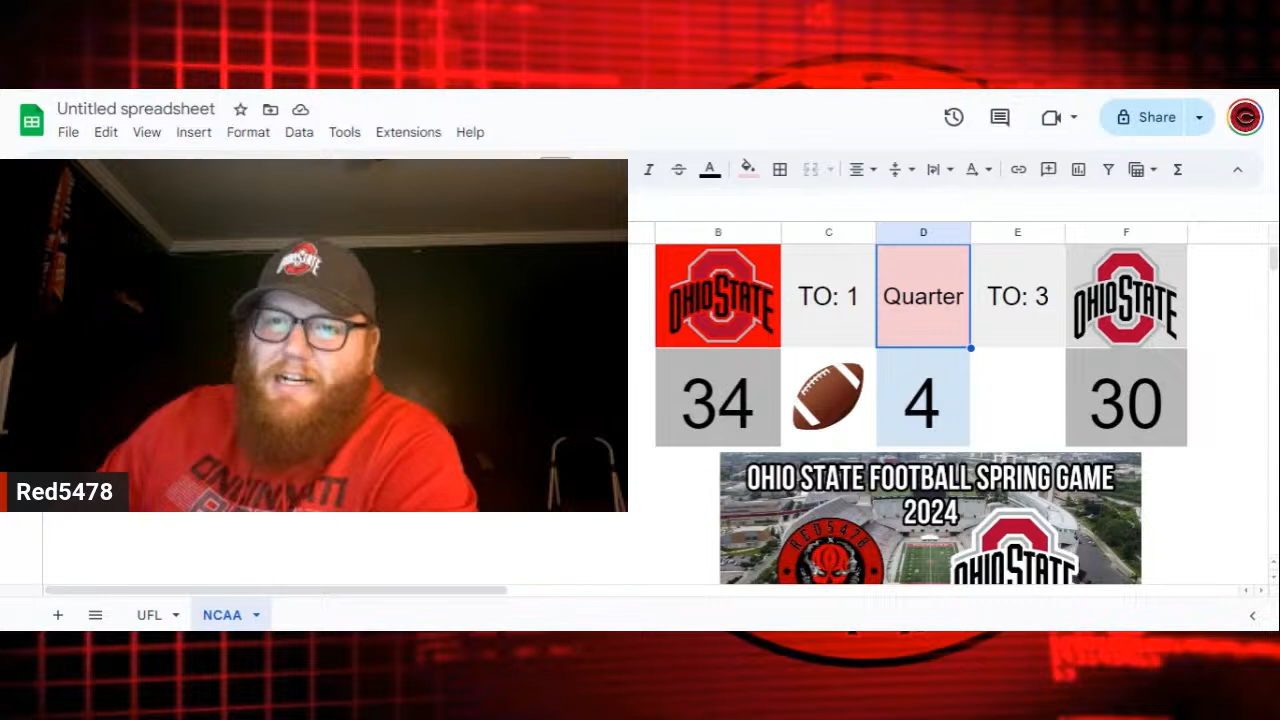 Untitled spreadsheet
File Edit View Insert Format Data Tools Extensions Help
Share
B C D E F
OHIO STATE TO: 1 Quarter TO: 3 OHIO STATE
34 4 30
OHIO STATE
CINCINNATI
Red5478
OHIO STATE FOOTBALL SPRING GAME
2024
RED5478
OHIO STATE
+ UFL NCAA